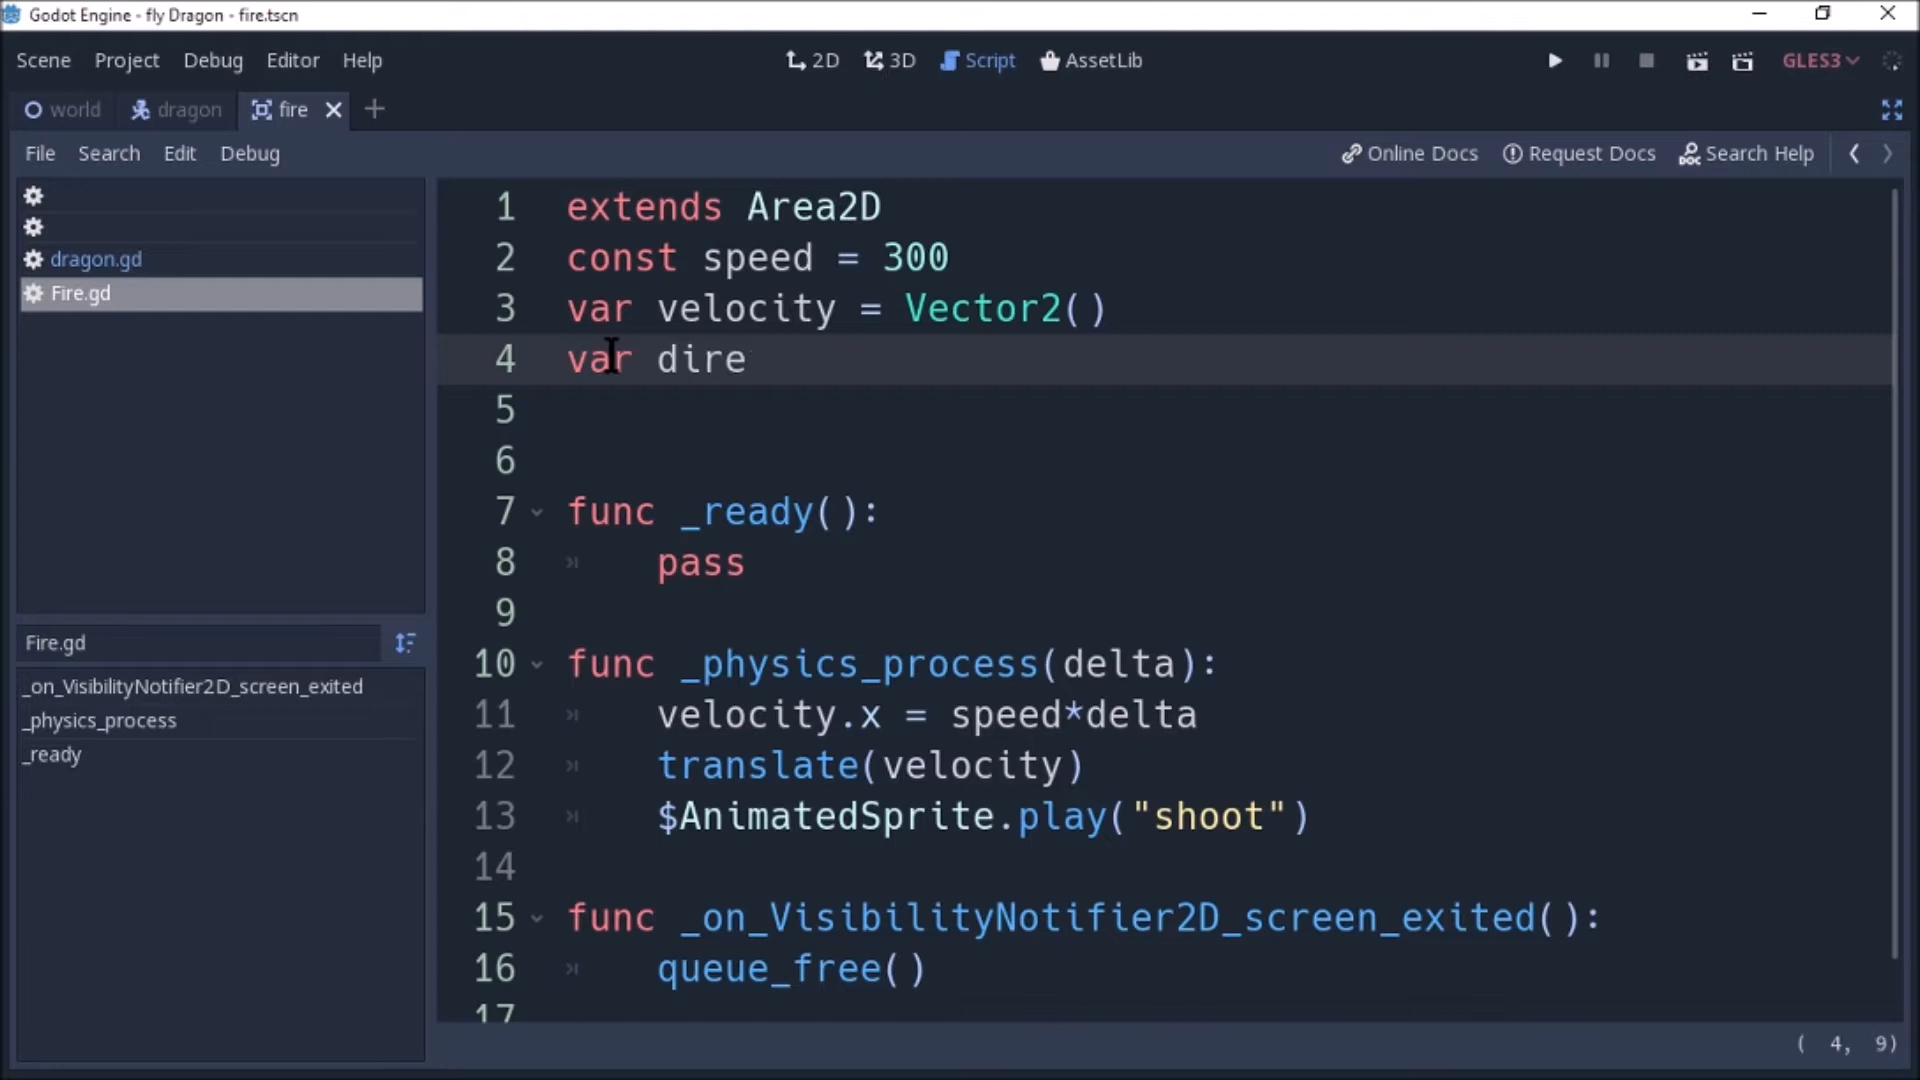 Godot Engine - fly Dragon - fire.tscn
Scene Project Debug Editor Help 2D 3D Script AssetLib GLES3
world dragon fire
File Search Edit Debug Online Docs Request Docs Search Help
dragon.gd
Fire.gd
Fire.gd
_on_VisibilityNotifier2D_screen_exited
_physics_process
_ready
1 extends Area2D
2 const speed = 300
3 var velocity = Vector2()
4 var dire
5
6
7 func _ready():
8 pass
9
10 func _physics_process(delta):
11 velocity.x = speed*delta
12 translate(velocity)
13 $AnimatedSprite.play("shoot")
14
15 func _on_VisibilityNotifier2D_screen_exited():
16 queue_free()
17
( 4, 9)